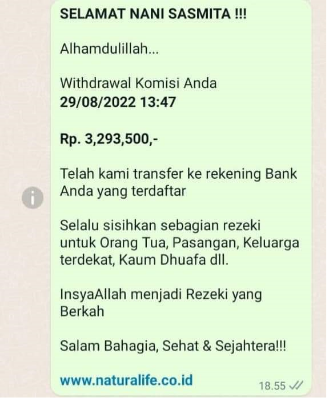 SELAMAT NANI SASMITA !!!
Alhamdulillah...
Withdrawal Komisi Anda
29/08/2022 13:47
Rp. 3,293,500,-
Telah kami transfer ke rekening Bank
Anda yang terdaftar
Selalu sisihkan sebagian rezeki
untuk Orang Tua, Pasangan, Keluarga
terdekat, Kaum Dhuafa dll.
InsyaAllah menjadi Rezeki yang
Berkah
Salam Bahagia, Sehat & Sejahtera!!!
www.naturalife.co.id
18.55